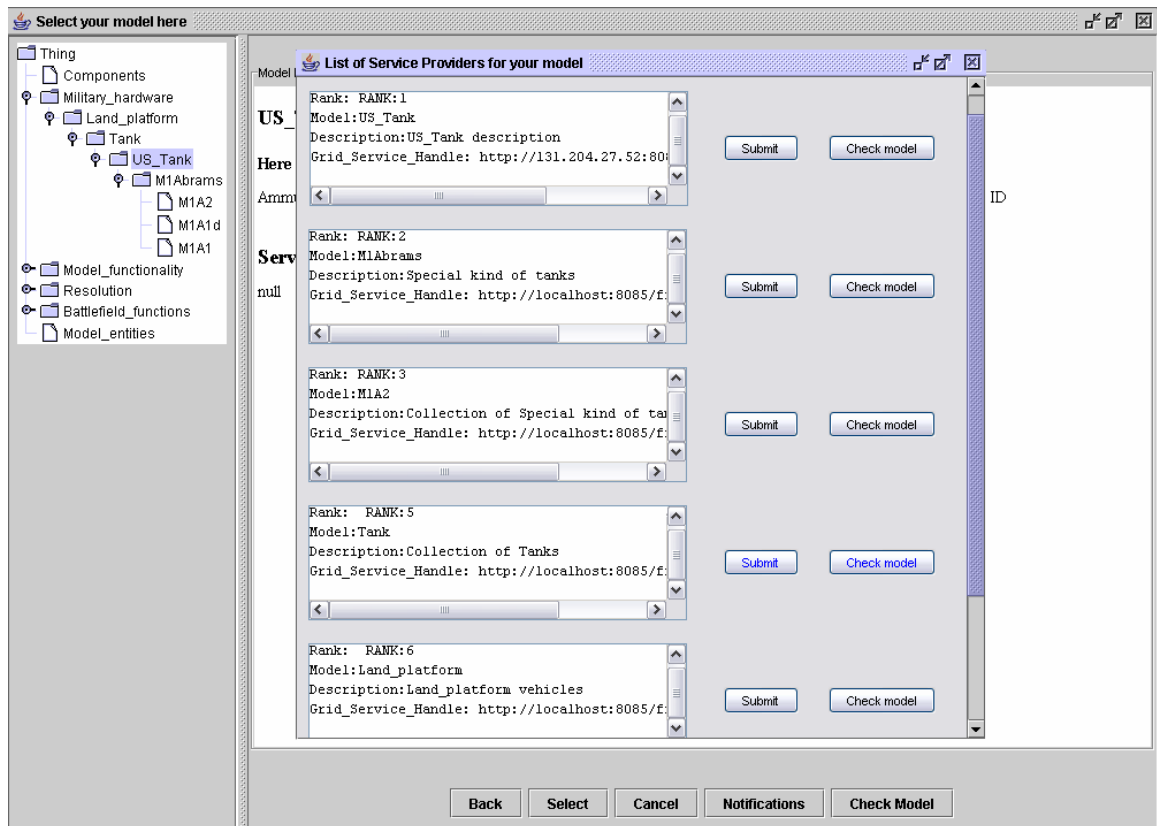 Select your model here
Thing
Components
Military_hardware
Land_platform
Tank
US_Tank
M1Abrams
M1A2
M1A1d
M1A1
Model_functionality
Resolution
Battlefield_functions
Model_entities
Model
US_
Here
Ammu
ID
Serv
null
List of Service Providers for your model
Rank: RANK:1
Model:US_Tank
Description:US_Tank description
Grid_Service_Handle: http://131.204.27.52:80
Submit
Check model
Rank: RANK:2
Model:M1Abrams
Description:Special kind of tanks
Grid_Service_Handle: http://localhost:8085/f
Submit
Check model
Rank: RANK:3
Model:M1A2
Description:Collection of Special kind of ta
Grid_Service_Handle: http://localhost:8085/f
Submit
Check model
Rank:  RANK:5
Model:Tank
Description:Collection of Tanks
Grid_Service_Handle: http://localhost:8085/f
Submit
Check model
Rank:  RANK:6
Model:Land_platform
Description:Land_platform vehicles
Grid_Service_Handle: http://localhost:8085/f
Submit
Check model
Back
Select
Cancel
Notifications
Check Model